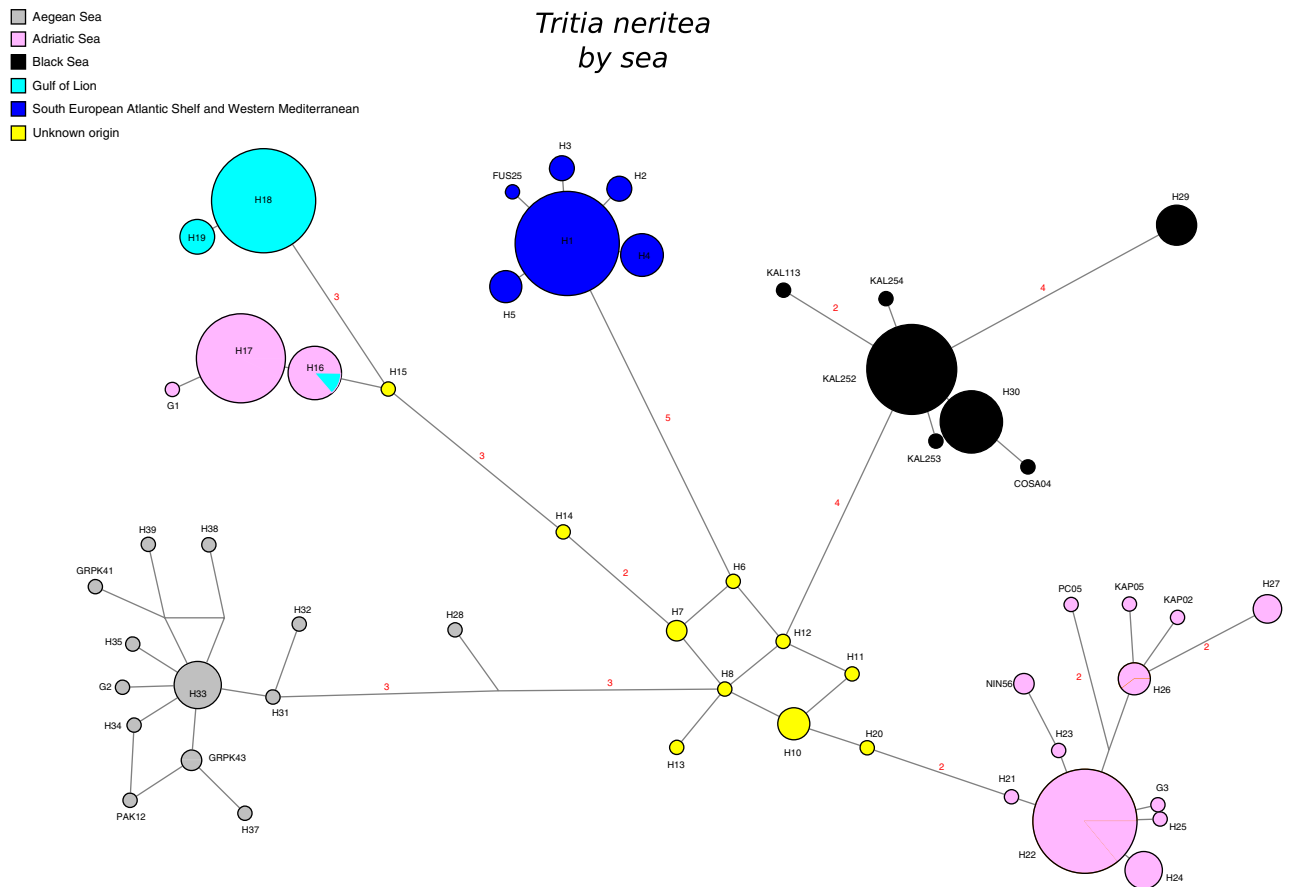 Tritia neritea
by sea
Aegean Sea
Adriatic Sea
Black Sea
Gulf of Lion
South European Atlantic Shelf and Western Mediterranean
Unknown origin
H3
FUS25
H2
H18
H19
H1
H4
H5
H29
KAL113
KAL254
4
2
3
KAL252
H30
KAL253
COSA04
H17
H16
H15
G1
5
3
4
H14
2
H39
H38
GRPK41
H35
G2
H33
H34
GRPK43
PAK12
H37
H32
H31
H28
3
3
H6
H7
H12
H8
H11
H13
H10
H20
2
H21
PC05
KAP05
KAP02
H27
2
2
H26
NIN56
H23
G3
H25
H22
H24